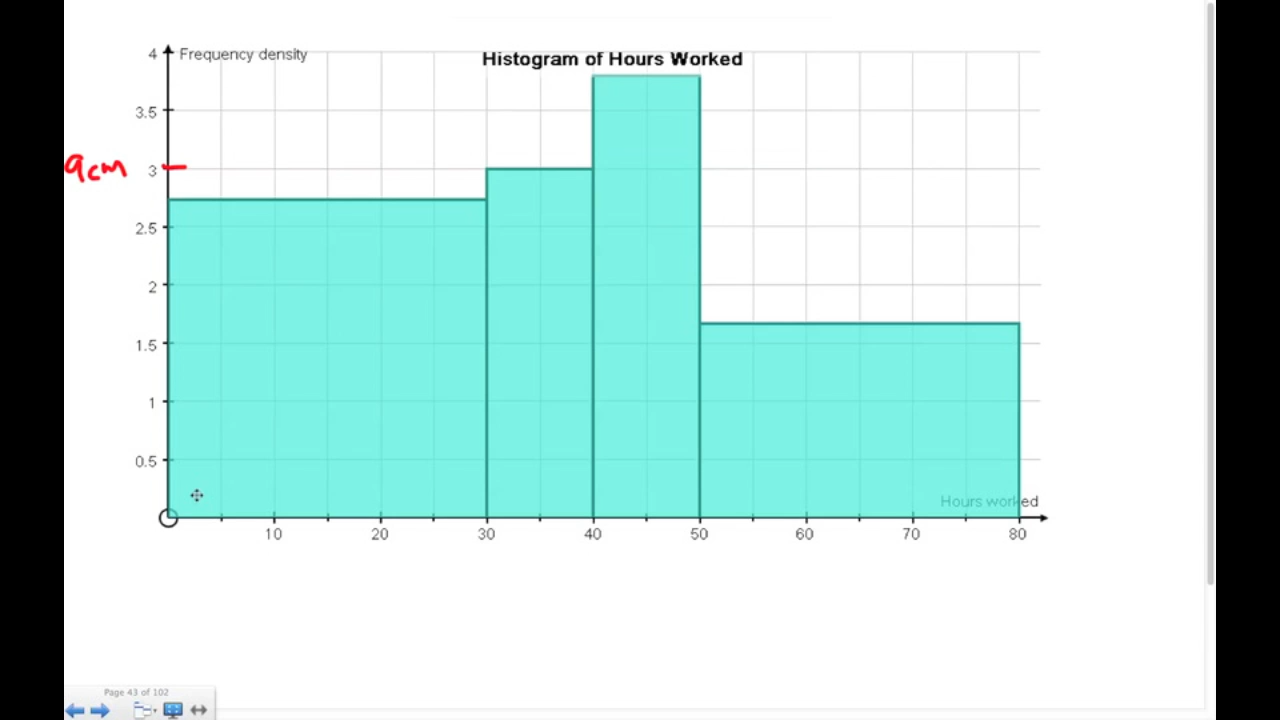 Histogram of Hours Worked
Frequency density
4
3.5
9cm 3
2.5
2
1.5
1
0.5
Hours worked
10 20 30 40 50 60 70 80
Page 43 of 102